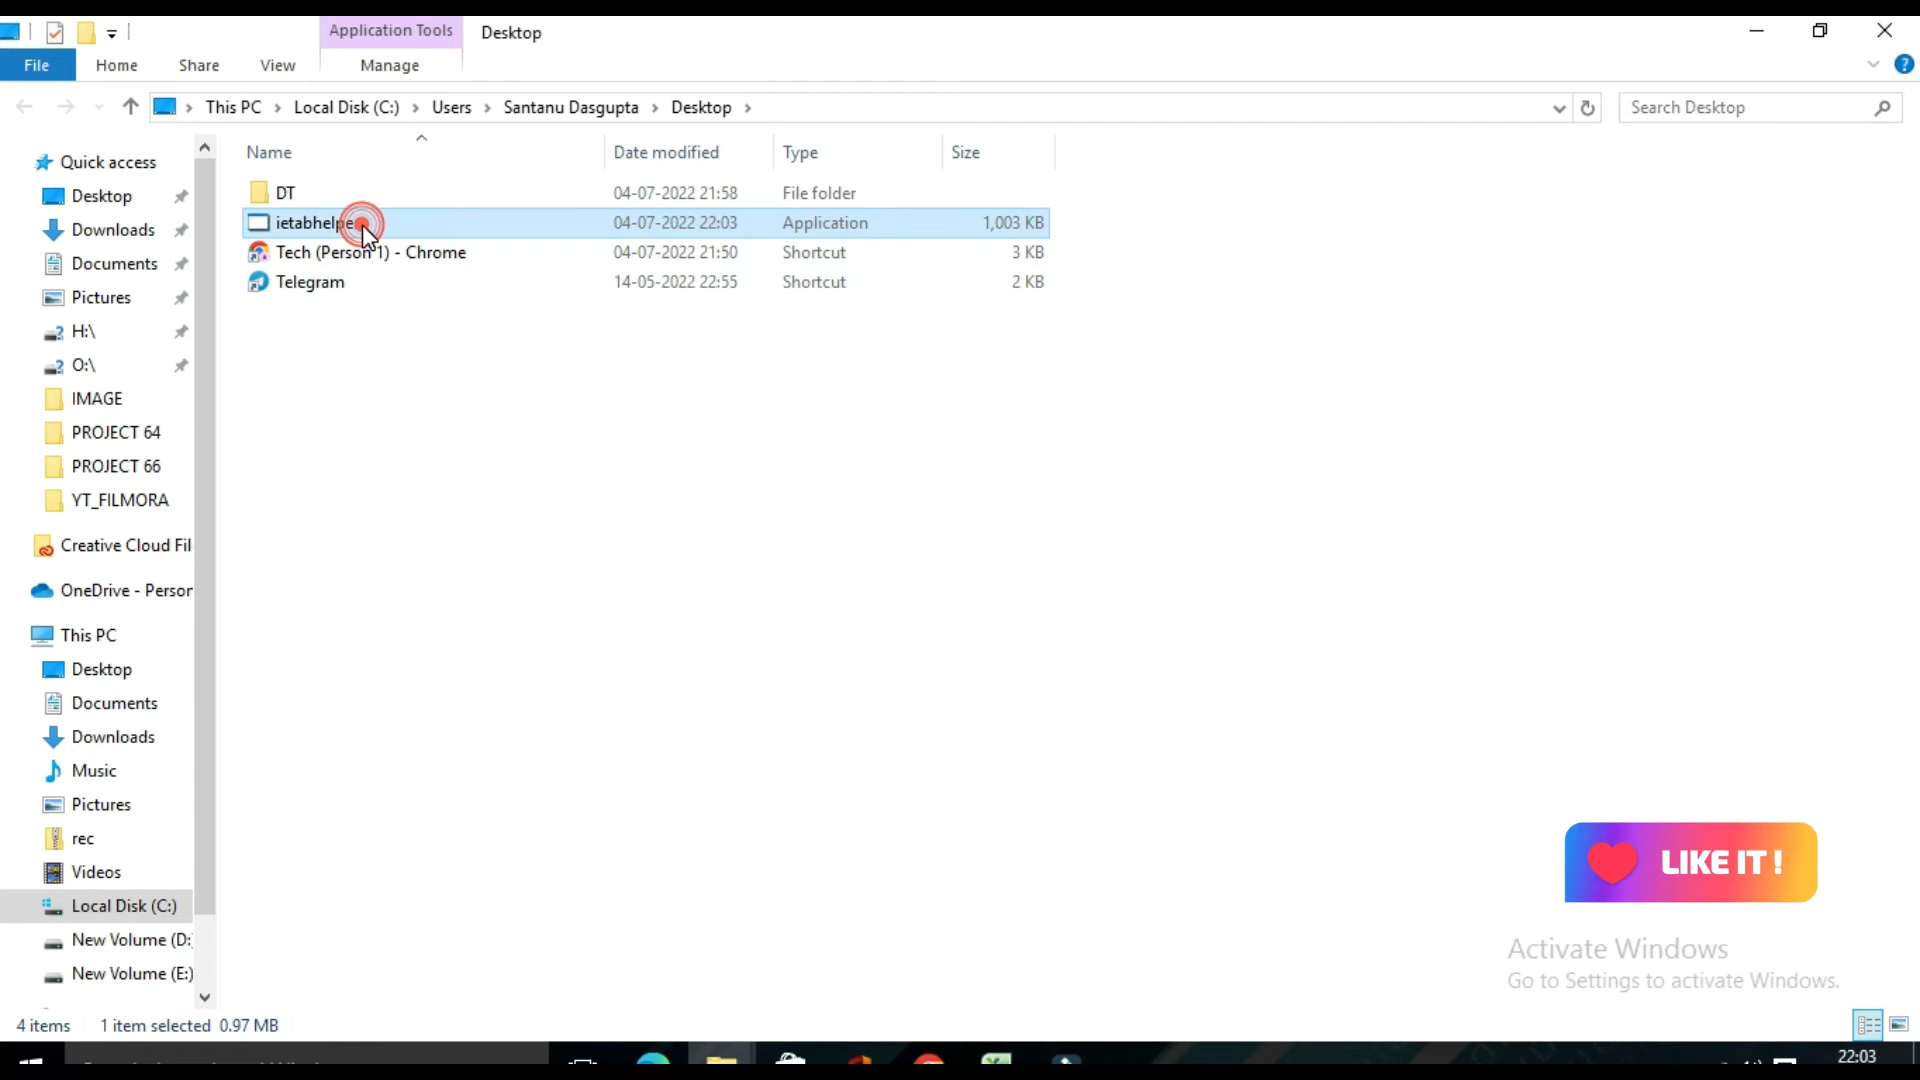 Application Tools
Desktop
File
Home
Share
View
Manage
This PC
Local Disk (C:)
Users
Santanu Dasgupta
Desktop
Search Desktop
Name
Date modified
Type
Size
DT
04-07-2022 21:58
File folder
ietabhelpe
04-07-2022 22:03
Application
1,003 KB
Tech (Person 1) - Chrome
04-07-2022 21:50
Shortcut
3 KB
Telegram
14-05-2022 22:55
Shortcut
2 KB
Quick access
Desktop
Downloads
Documents
Pictures
H:\
O:\
IMAGE
PROJECT 64
PROJECT 66
YT_FILMORA
Creative Cloud Fil
OneDrive - Person
This PC
Desktop
Documents
Downloads
Music
Pictures
rec
Videos
Local Disk (C:)
New Volume (D:
New Volume (E:)
LIKE IT !
Activate Windows
Go to Settings to activate Windows.
4 items
1 item selected 0.97 MB
22:03